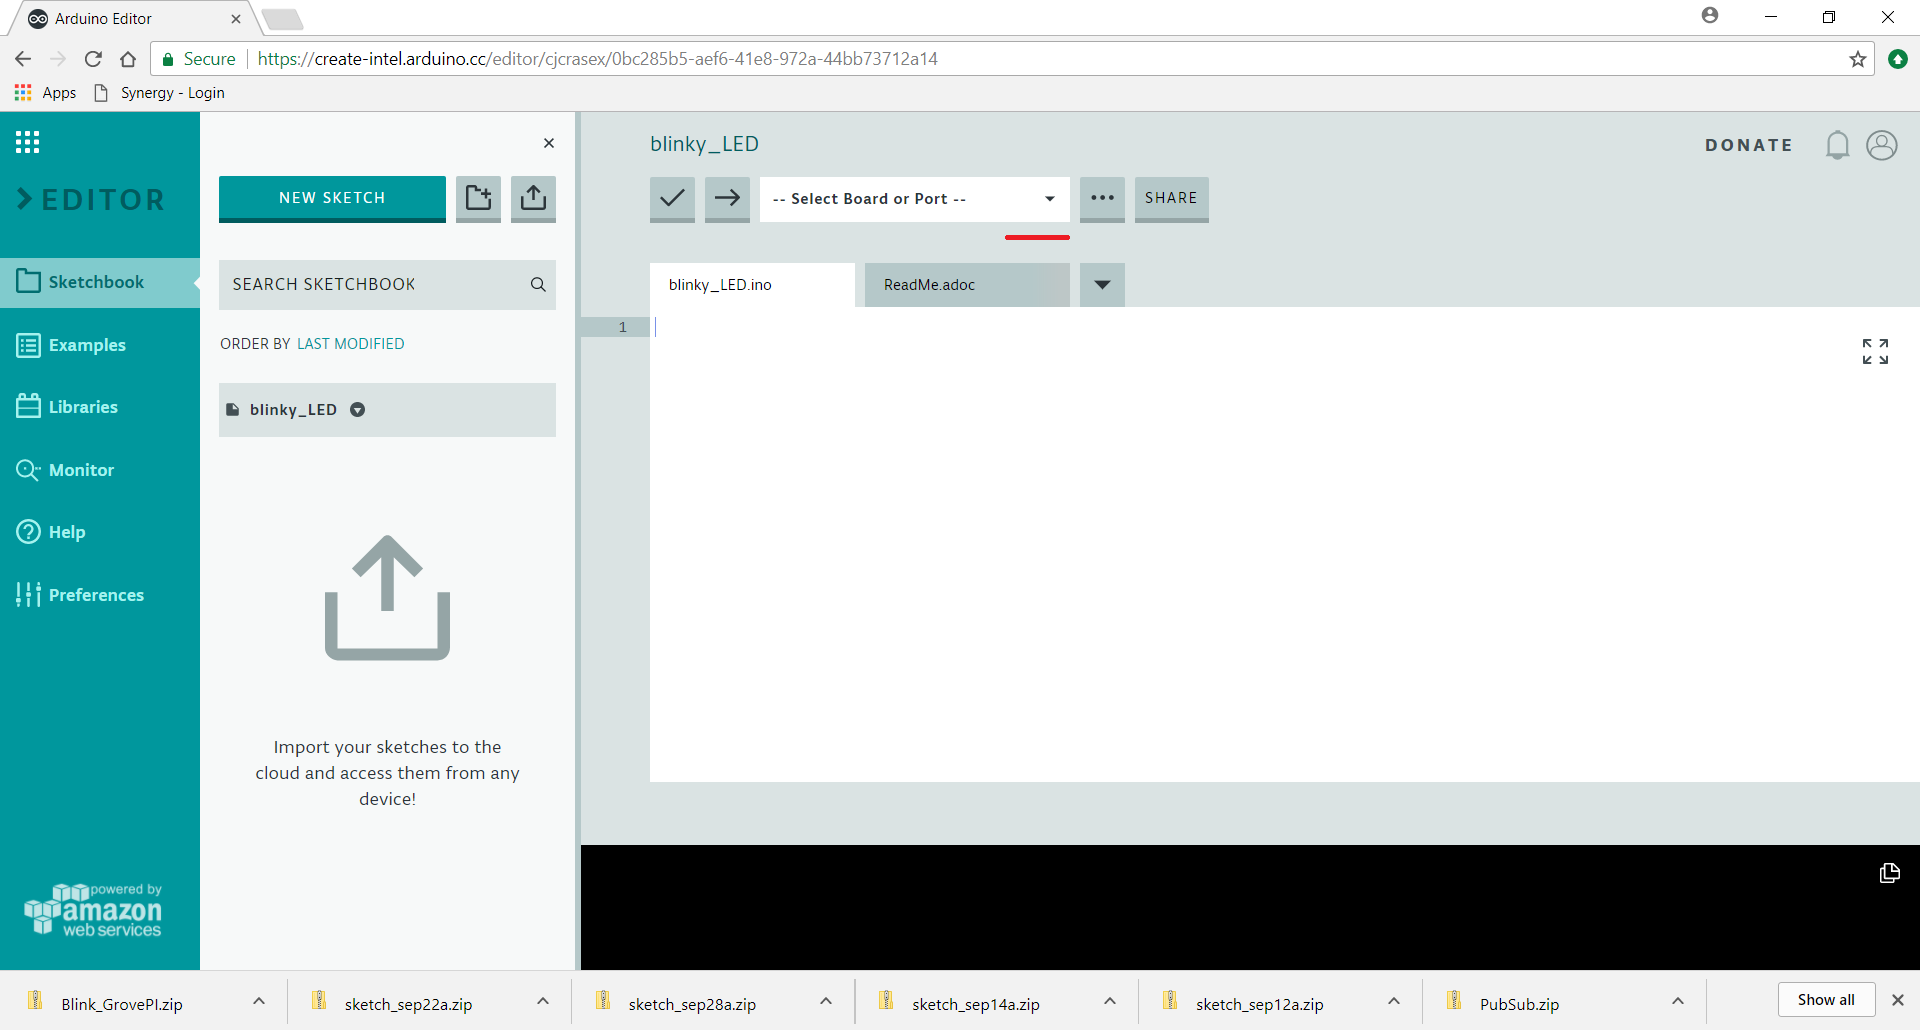 Arduino Editor
Secure https://create-intel.arduino.cc/editor/cjcrasex/0bc285b5-aef6-41e8-972a-44bb73712a14
Apps Synergy - Login
EDITOR
Sketchbook
Examples
Libraries
Monitor
Help
Preferences
powered by
amazon
web services
NEW SKETCH
SEARCH SKETCHBOOK
ORDER BY LAST MODIFIED
blinky_LED
Import your sketches to the
cloud and access them from any
device!
blinky_LED
DONATE
-- Select Board or Port --
SHARE
blinky_LED.ino
ReadMe.adoc
1
Blink_GrovePI.zip
sketch_sep22a.zip
sketch_sep28a.zip
sketch_sep14a.zip
sketch_sep12a.zip
PubSub.zip
Show all